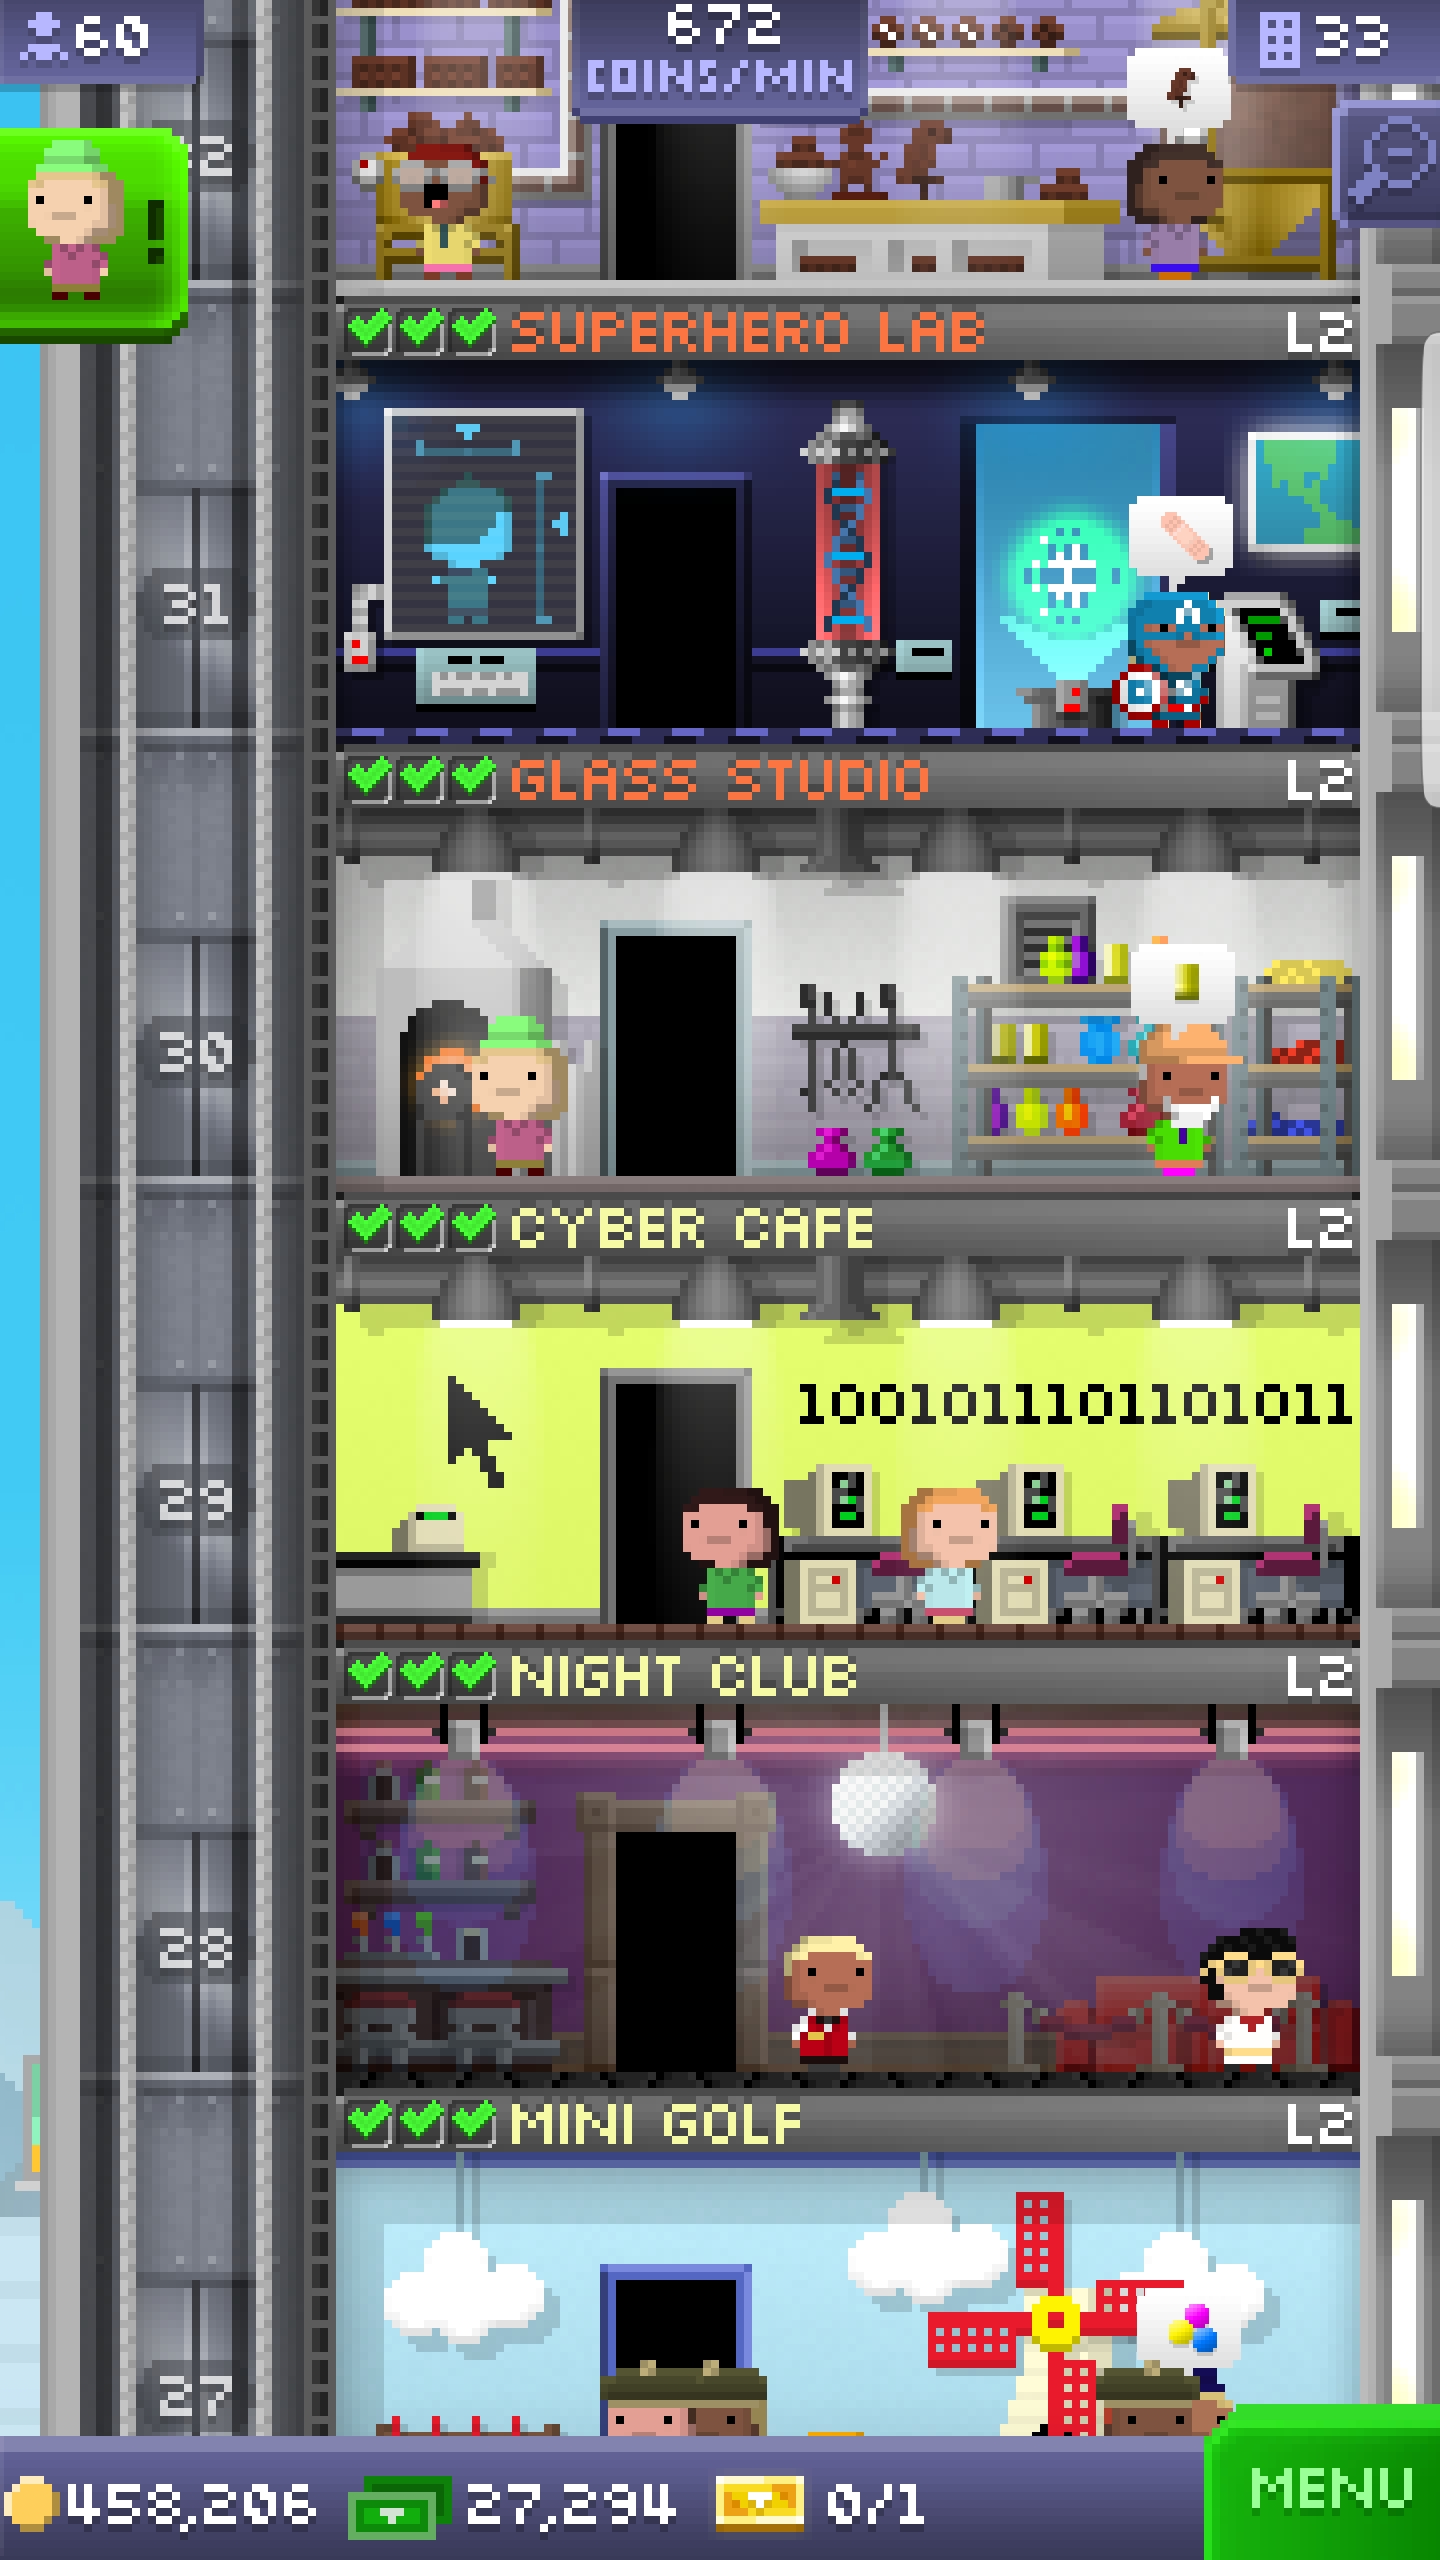 60
672
COINS/MIN
33
!
SUPERHERO LAB L2
31
GLASS STUDIO L2
30
CYBER CAFE L2
1001011101101011
29
NIGHT CLUB L2
28
MINI GOLF L2
27
458,206 27,294 0/1
MENU